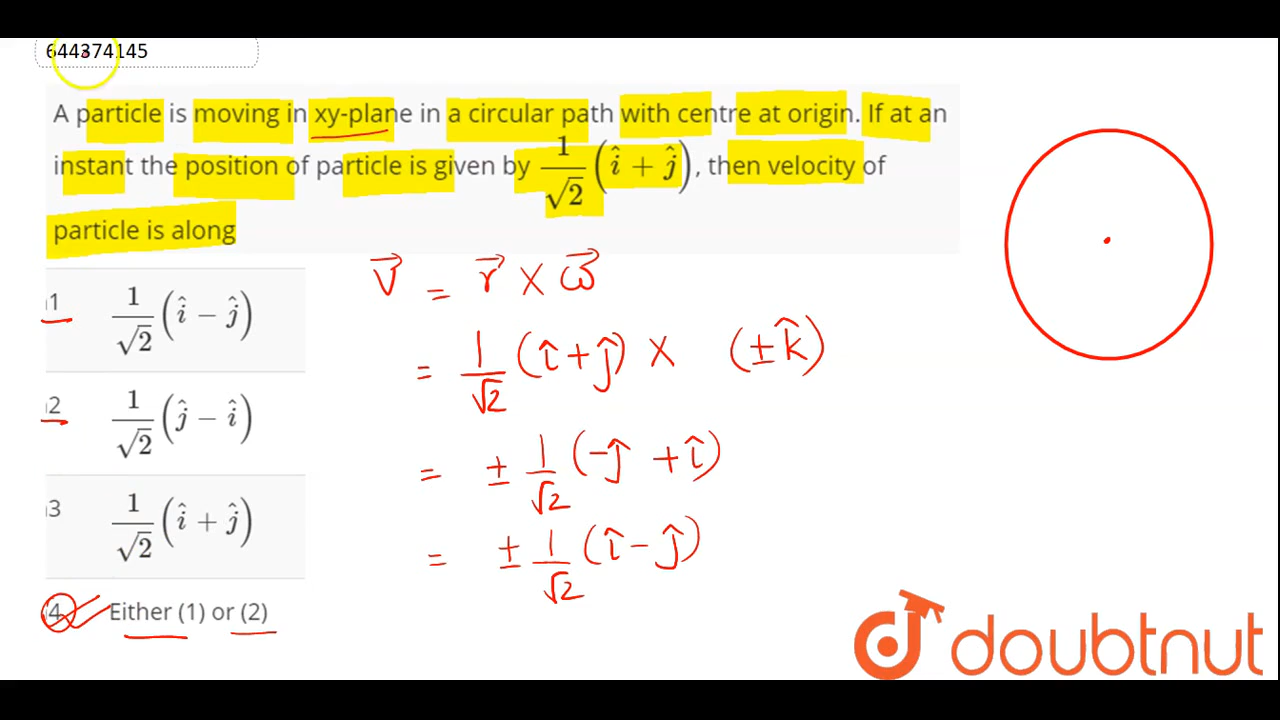 644374145
A particle is moving in xy-plane in a circular path with centre at origin. If at an
instant the position of particle is given by 1/√2 (î + ĵ), then velocity of
particle is along
1 1/√2 (î − ĵ)
2 1/√2 (ĵ − î)
3 1/√2 (î + ĵ)
4 Either (1) or (2)
v⃗ = r⃗ × ω⃗
= 1/√2 (î + ĵ) × (± k̂)
= ± 1/√2 (−ĵ + î)
= ± 1/√2 (î − ĵ)
doubtnut